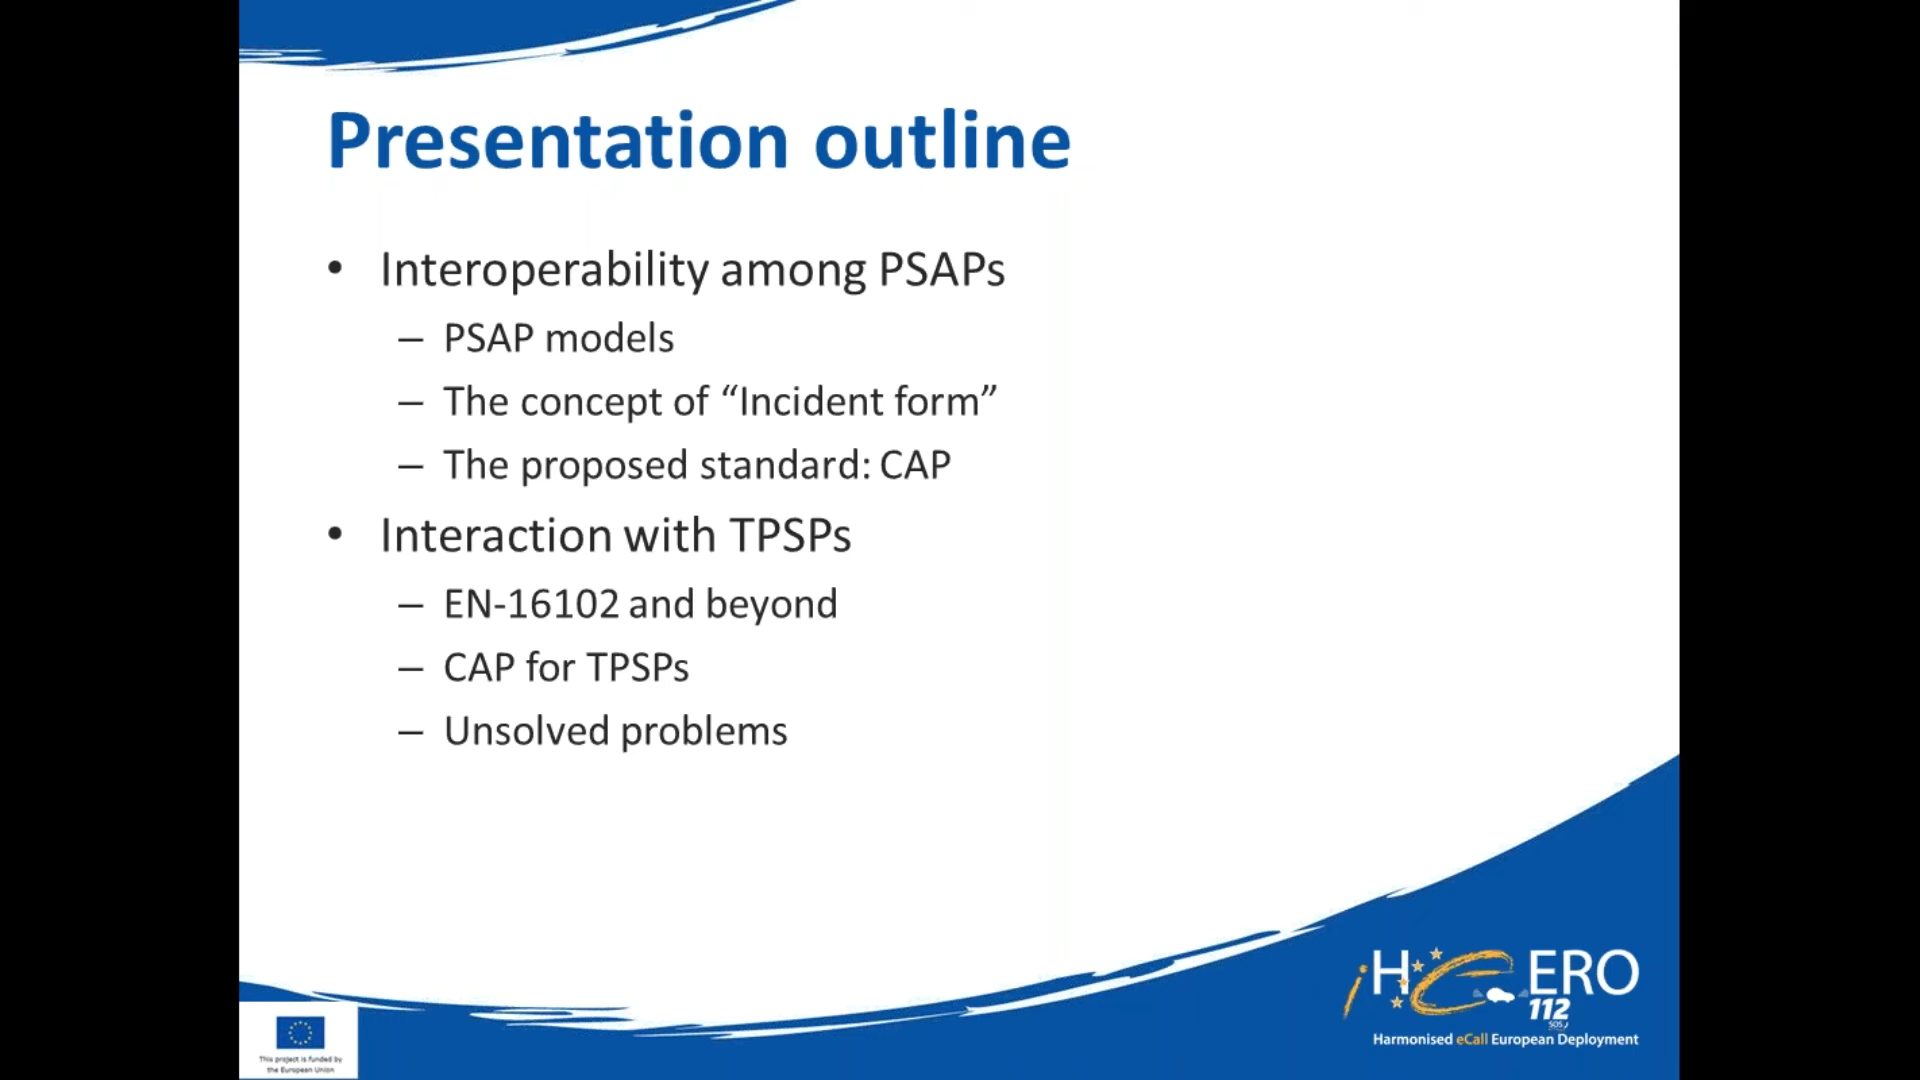 Presentation outline
• Interoperability among PSAPs
– PSAP models
– The concept of “Incident form”
– The proposed standard: CAP
• Interaction with TPSPs
– EN-16102 and beyond
– CAP for TPSPs
– Unsolved problems
iHeERO
112
SOS
Harmonised eCall European Deployment
This project is funded by
the European Union